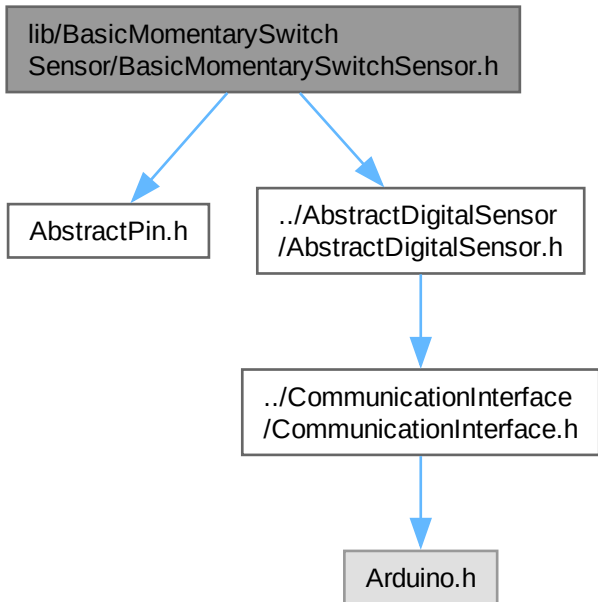 lib/BasicMomentarySwitch
Sensor/BasicMomentarySwitchSensor.h
AbstractPin.h
../AbstractDigitalSensor
/AbstractDigitalSensor.h
../CommunicationInterface
/CommunicationInterface.h
Arduino.h